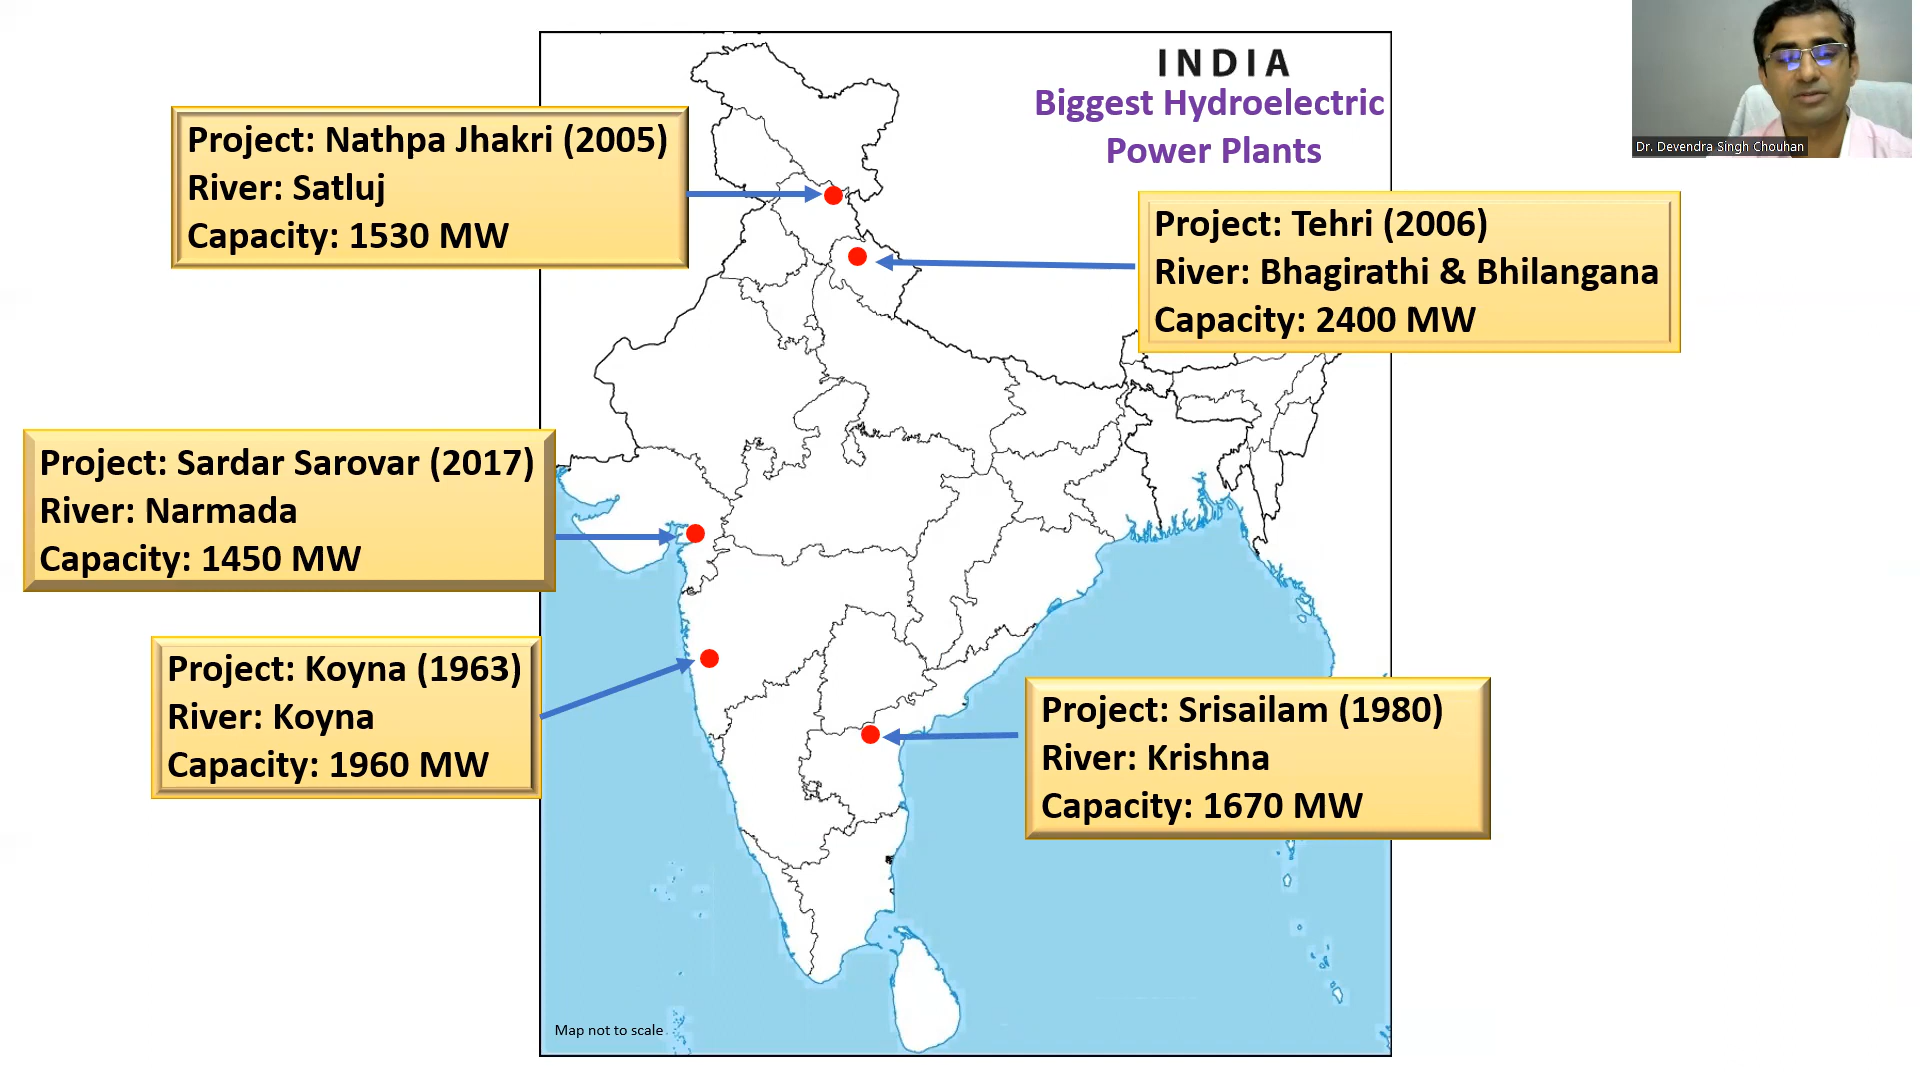 INDIA
Biggest Hydroelectric
Power Plants
Dr. Devendra Singh Chouhan
Project: Nathpa Jhakri (2005)
River: Satluj
Capacity: 1530 MW
Project: Tehri (2006)
River: Bhagirathi & Bhilangana
Capacity: 2400 MW
Project: Sardar Sarovar (2017)
River: Narmada
Capacity: 1450 MW
Project: Koyna (1963)
River: Koyna
Capacity: 1960 MW
Project: Srisailam (1980)
River: Krishna
Capacity: 1670 MW
Map not to scale